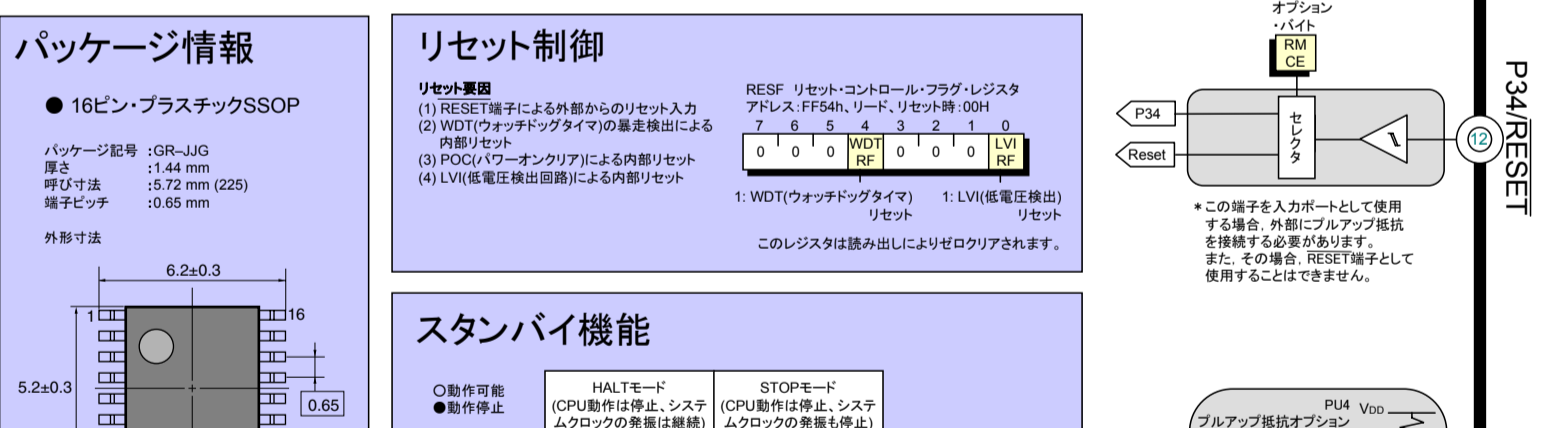 パッケージ情報
● 16ピン・プラスチックSSOP
パッケージ記号 :GR–JJG
厚さ :1.44 mm
呼び寸法 :5.72 mm (225)
端子ピッチ :0.65 mm
外形寸法
6.2±0.3
1
16
5.2±0.3
0.65
リセット制御
リセット要因
(1) RESET端子による外部からのリセット入力
(2) WDT(ウォッチドッグタイマ)の暴走検出による
内部リセット
(3) POC(パワーオンクリア)による内部リセット
(4) LVI(低電圧検出回路)による内部リセット
RESF リセット・コントロール・フラグ・レジスタ
アドレス:FF54h、リード、リセット時:00H
7 6 5 4 3 2 1 0
0 0 0 WDT RF 0 0 0 LVI RF
1: WDT(ウォッチドッグタイマ)
リセット
1: LVI(低電圧検出)
リセット
このレジスタは読み出しによりゼロクリアされます。
スタンバイ機能
○動作可能
●動作停止
HALTモード
(CPU動作は停止、システ
ムクロックの発振は継続)
STOPモード
(CPU動作は停止、システ
ムクロックの発振も停止)
オプション
・バイト
RM
CE
P34
Reset
セレクタ
12
P34/RESET
*この端子を入力ポートとして使用
する場合, 外部にプルアップ抵抗
を接続する必要があります。
また, その場合, RESET端子として
使用することはできません。
PU4
プルアップ抵抗オプション
VDD